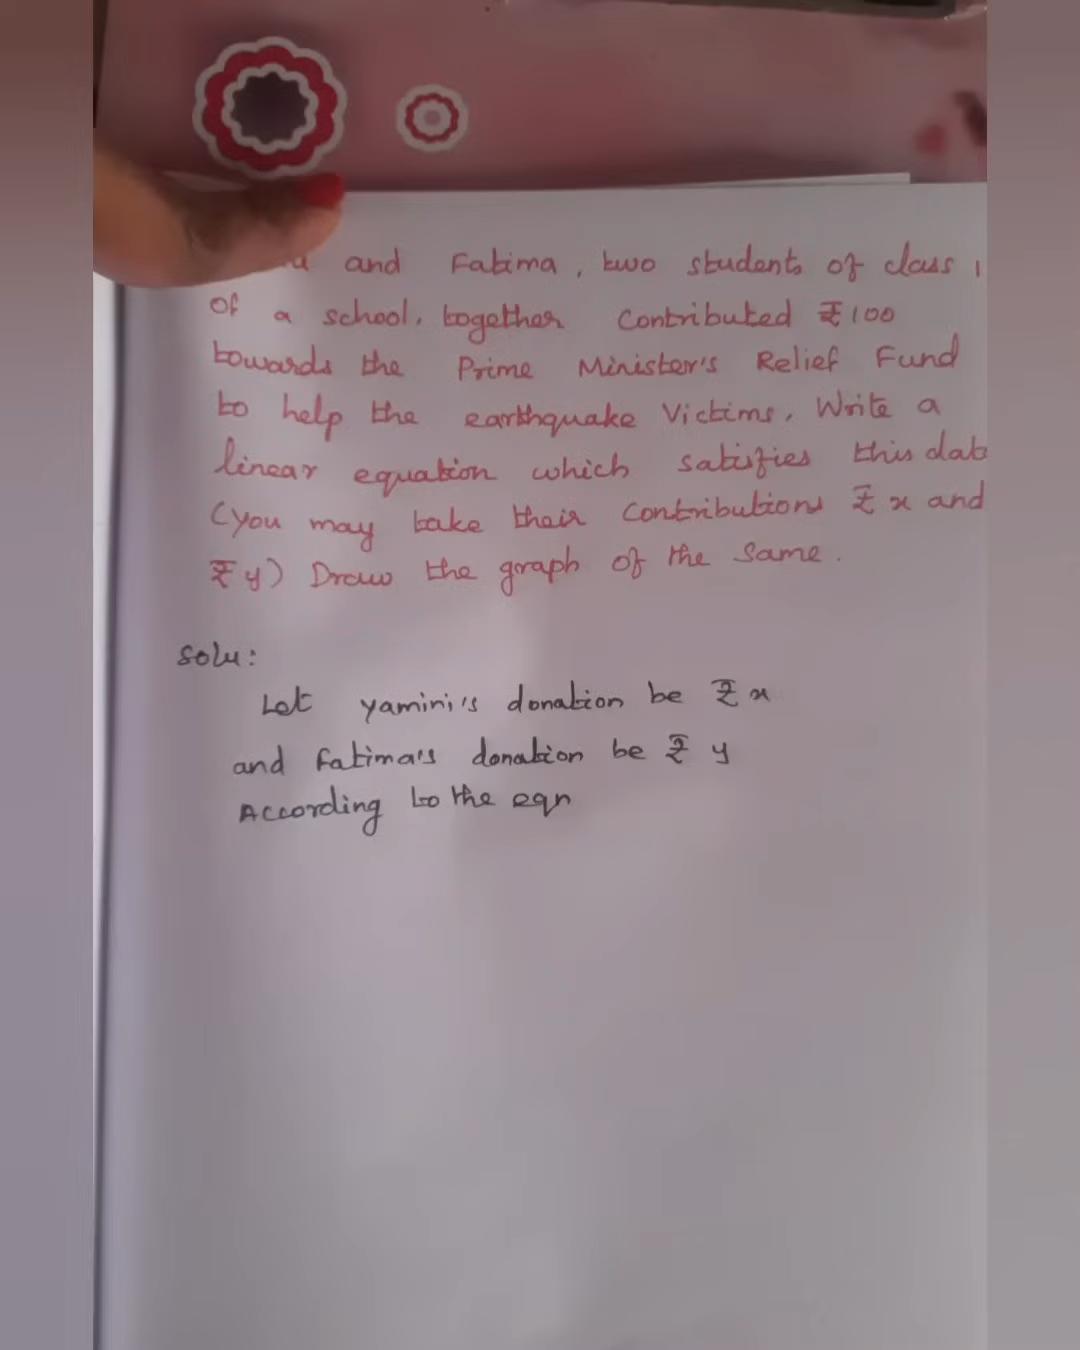 and Fatima, two students of class
of a school, together contributed ₹100
towards the Prime Minister's Relief Fund
to help the earthquake Victims. Write a
linear equation which satisfies this dat
(you may take their contributions ₹ x and
₹ y) Draw the graph of the same.
Solu:
Let yamini's donation be ₹ x
and Fatima's donation be ₹ y
According to the eqn